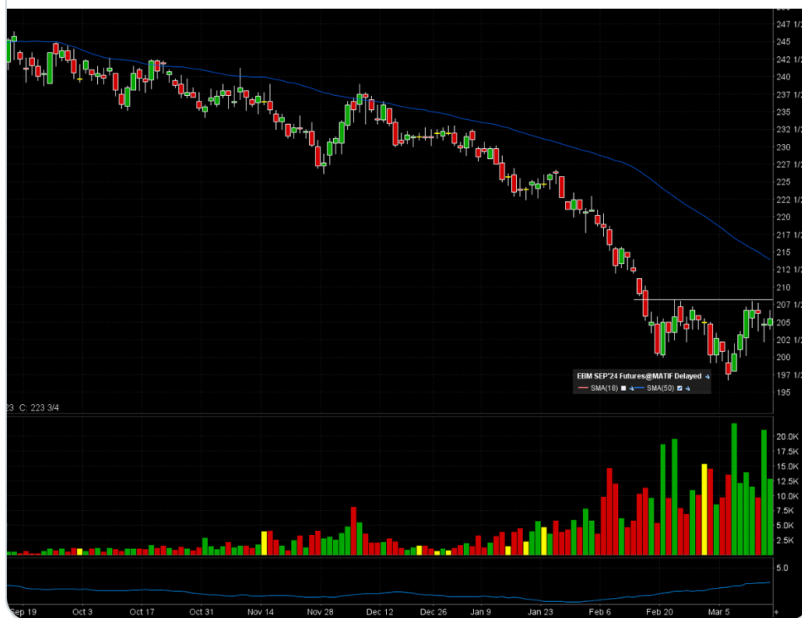 247 1/2
245
242 1/2
240
237 1/2
235
232 1/2
230
227 1/2
225
222 1/2
220
217 1/2
215
212 1/2
210
207 1/2
205
202 1/2
200
197 1/2
195
EBM SEP'24 Futures@MATIF Delayed
SMA(18) SMA(50)
23 C: 223 3/4
20.0K
17.5K
15.0K
12.5K
10.0K
7.5K
5.0K
2.5K
5.0
Sep 19 Oct 3 Oct 17 Oct 31 Nov 14 Nov 28 Dec 12 Dec 26 Jan 9 Jan 23 Feb 6 Feb 20 Mar 5